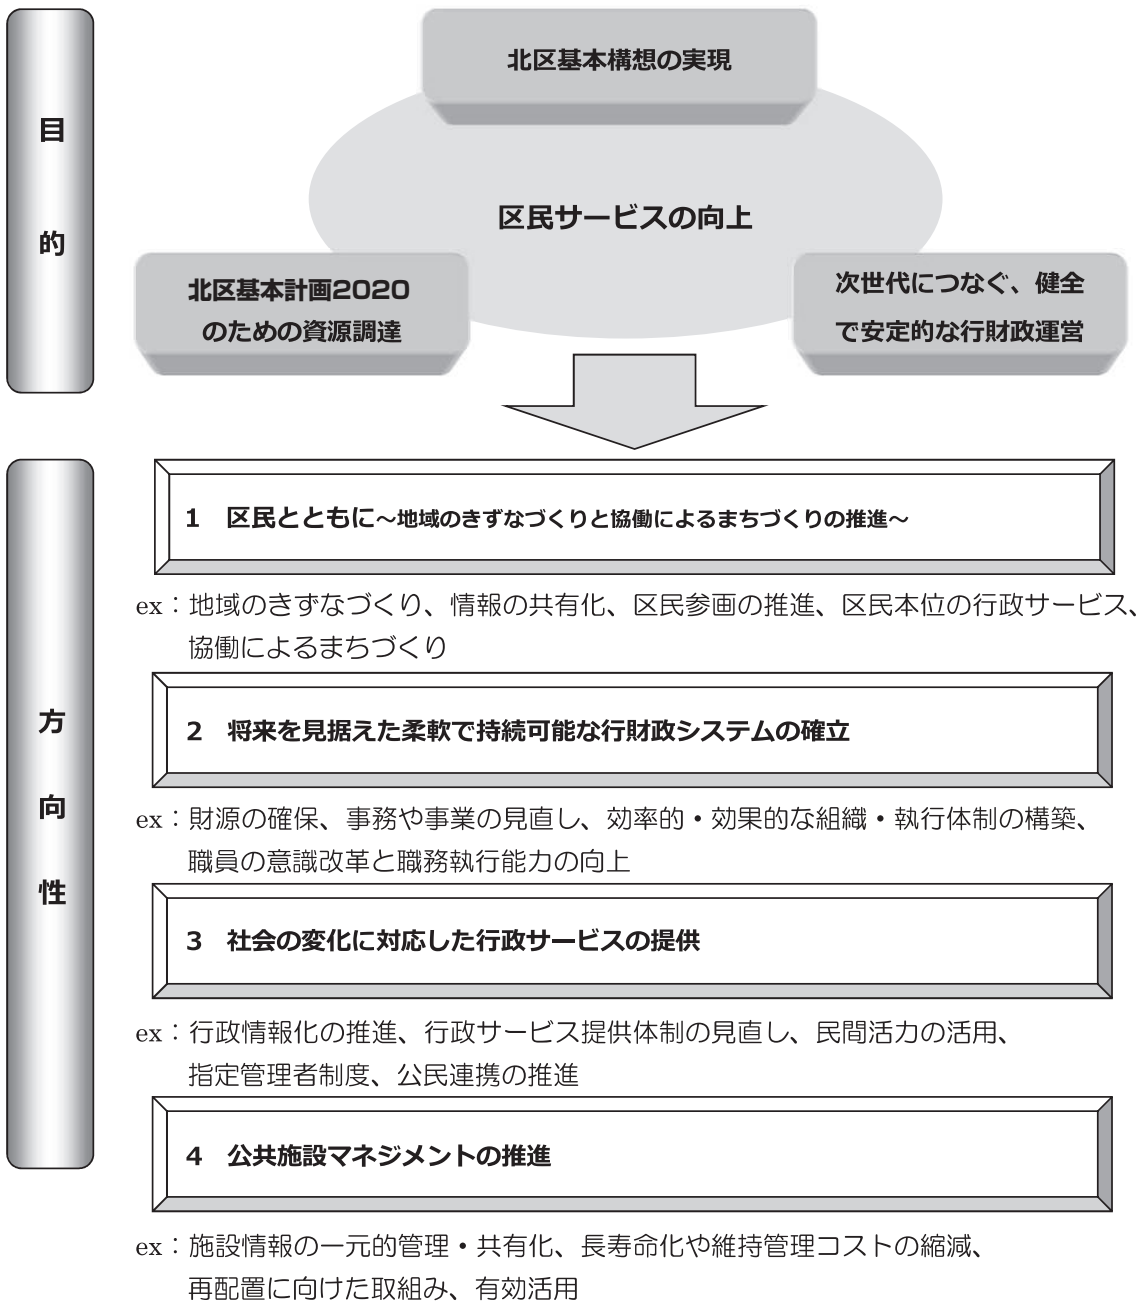 目的
北区基本構想の実現
区民サービスの向上
北区基本計画2020
のための資源調達
次世代につなぐ、健全
で安定的な行財政運営
方向性
1 区民とともに～地域のきずなづくりと協働によるまちづくりの推進～
ex：地域のきずなづくり、情報の共有化、区民参画の推進、区民本位の行政サービス、
協働によるまちづくり
2 将来を見据えた柔軟で持続可能な行財政システムの確立
ex：財源の確保、事務や事業の見直し、効率的・効果的な組織・執行体制の構築、
職員の意識改革と職務執行能力の向上
3 社会の変化に対応した行政サービスの提供
ex：行政情報化の推進、行政サービス提供体制の見直し、民間活力の活用、
指定管理者制度、公民連携の推進
4 公共施設マネジメントの推進
ex：施設情報の一元的管理・共有化、長寿命化や維持管理コストの縮減、
再配置に向けた取組み、有効活用